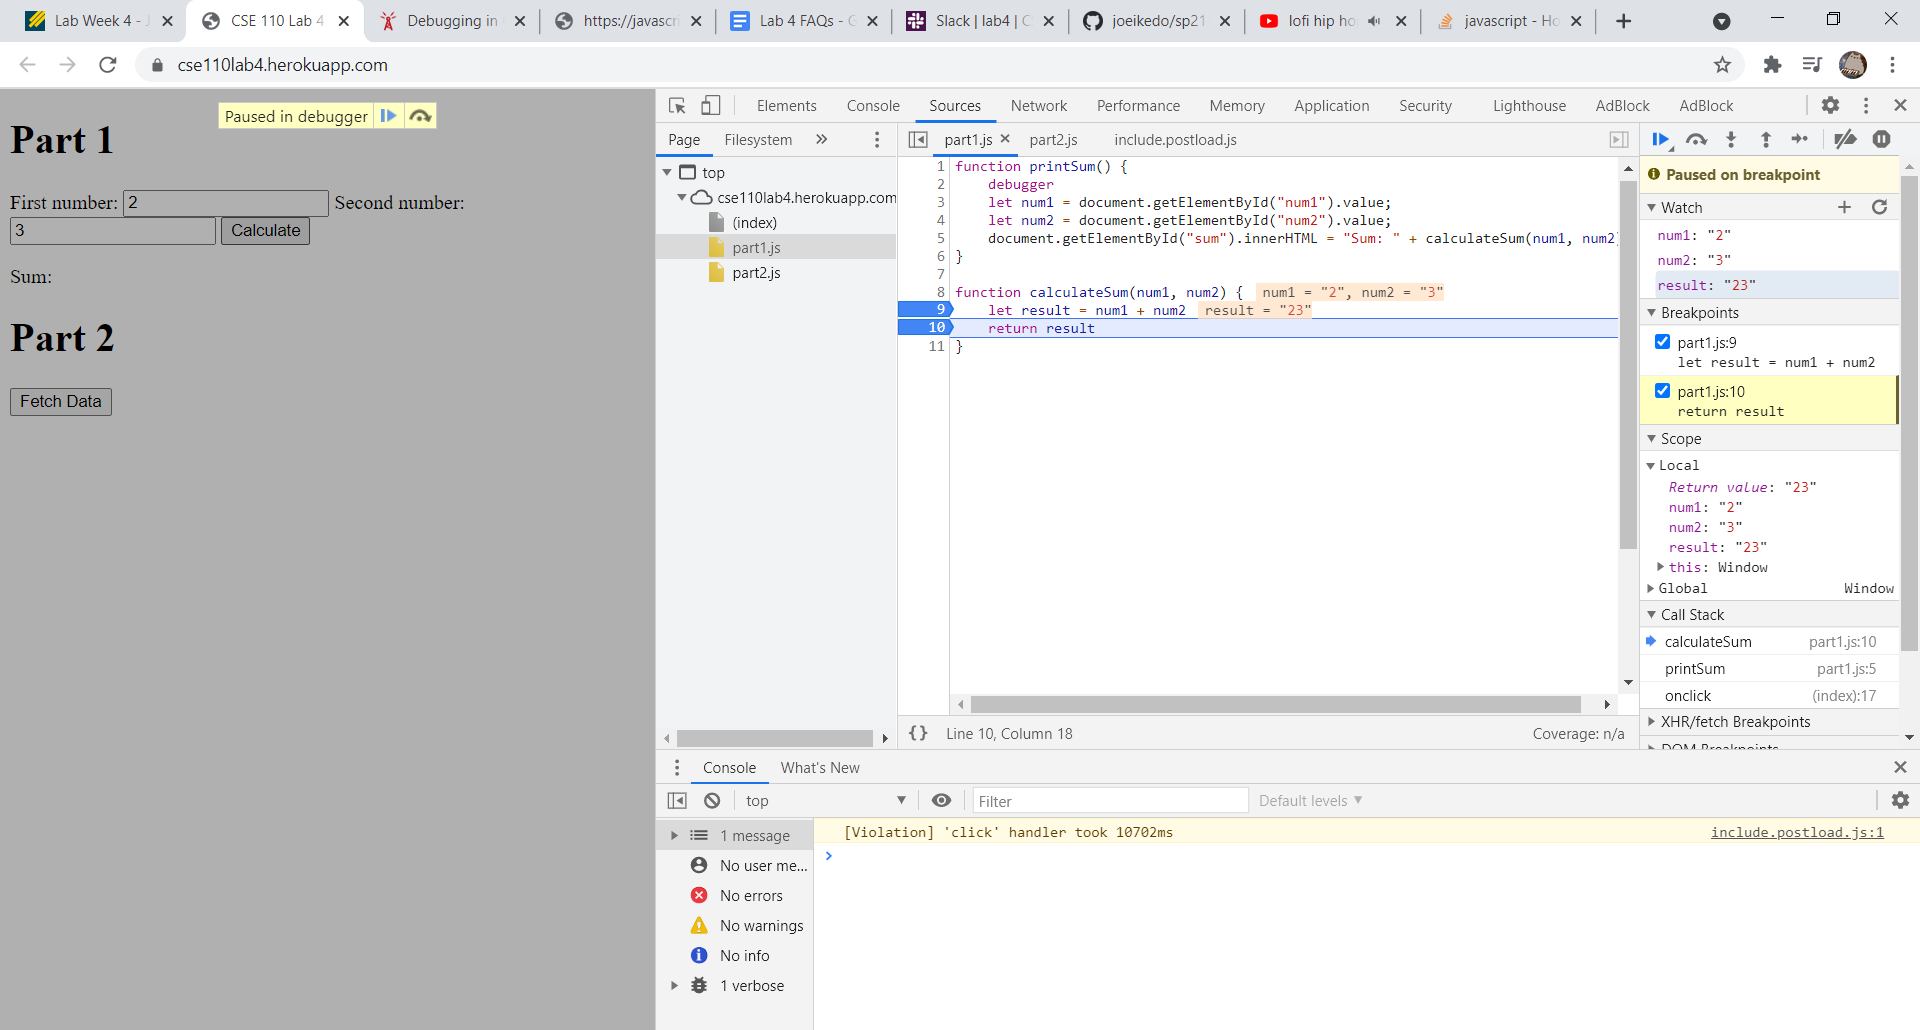 Lab Week 4 - J
CSE 110 Lab 4
Debugging in
https://javascri
Lab 4 FAQs - G
Slack | lab4 | C
joeikedo/sp21
lofi hip ho
javascript - Ho
cse110lab4.herokuapp.com
Paused in debugger
Part 1
First number: 2 Second number:
3 Calculate
Sum:
Part 2
Fetch Data
Elements Console Sources Network Performance Memory Application Security Lighthouse AdBlock AdBlock
Page Filesystem »
top
cse110lab4.herokuapp.com
(index)
part1.js
part2.js
part1.js part2.js include.postload.js
1 function printSum() {
2 debugger
3 let num1 = document.getElementById("num1").value;
4 let num2 = document.getElementById("num2").value;
5 document.getElementById("sum").innerHTML = "Sum: " + calculateSum(num1, num2)
6 }
7
8 function calculateSum(num1, num2) { num1 = "2", num2 = "3"
9 let result = num1 + num2 result = "23"
10 return result
11 }
{} Line 10, Column 18 Coverage: n/a
Paused on breakpoint
Watch
num1: "2"
num2: "3"
result: "23"
Breakpoints
part1.js:9
let result = num1 + num2
part1.js:10
return result
Scope
Local
Return value: "23"
num1: "2"
num2: "3"
result: "23"
this: Window
Global Window
Call Stack
calculateSum part1.js:10
printSum part1.js:5
onclick (index):17
XHR/fetch Breakpoints
DOM Breakpoints
Console What's New
top Filter Default levels
1 message
No user me...
No errors
No warnings
No info
1 verbose
[Violation] 'click' handler took 10702ms include.postload.js:1